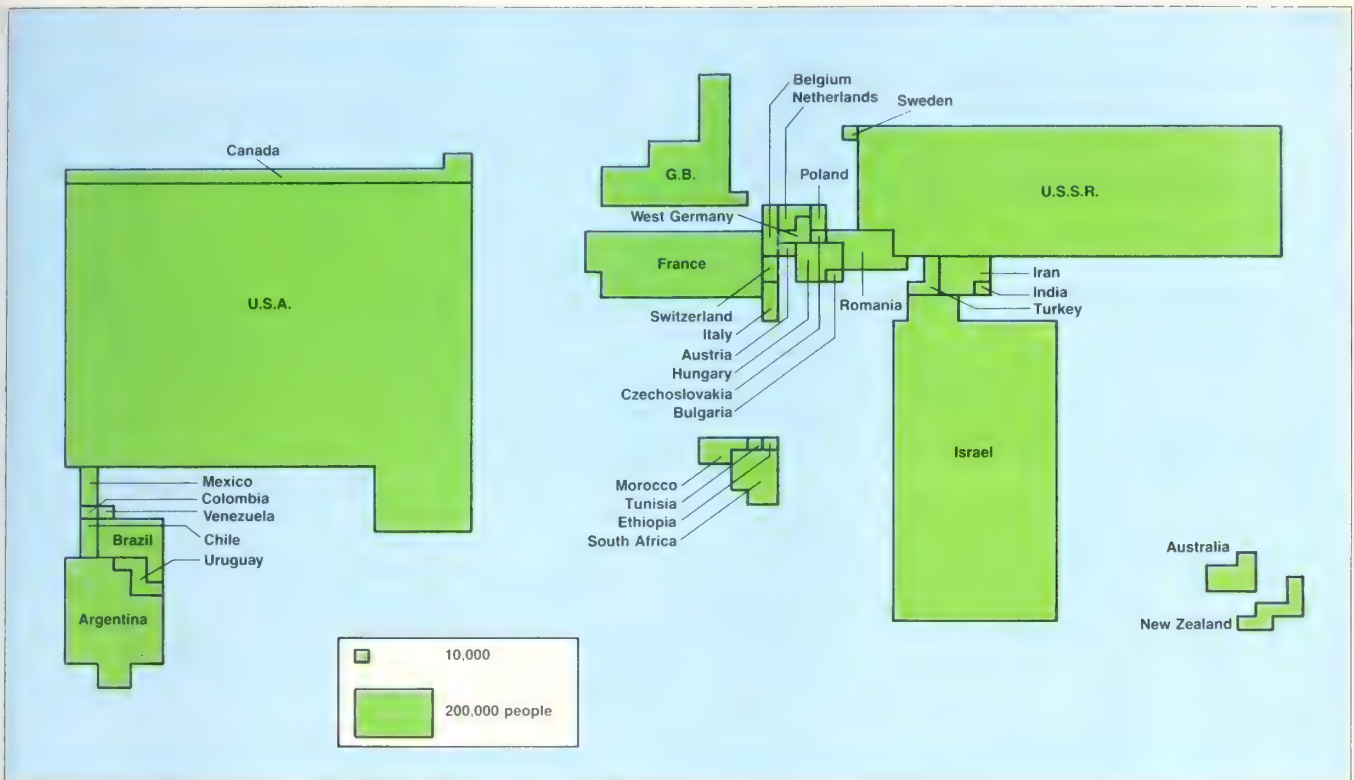 Canada
U.S.A.
Mexico
Colombia
Venezuela
Chile
Brazil
Uruguay
Argentina
Belgium
Netherlands
Sweden
G.B.
Poland
U.S.S.R.
West Germany
France
Switzerland
Italy
Austria
Hungary
Czechoslovakia
Bulgaria
Romania
Iran
India
Turkey
Israel
Morocco
Tunisia
Ethiopia
South Africa
Australia
New Zealand
10,000
200,000 people